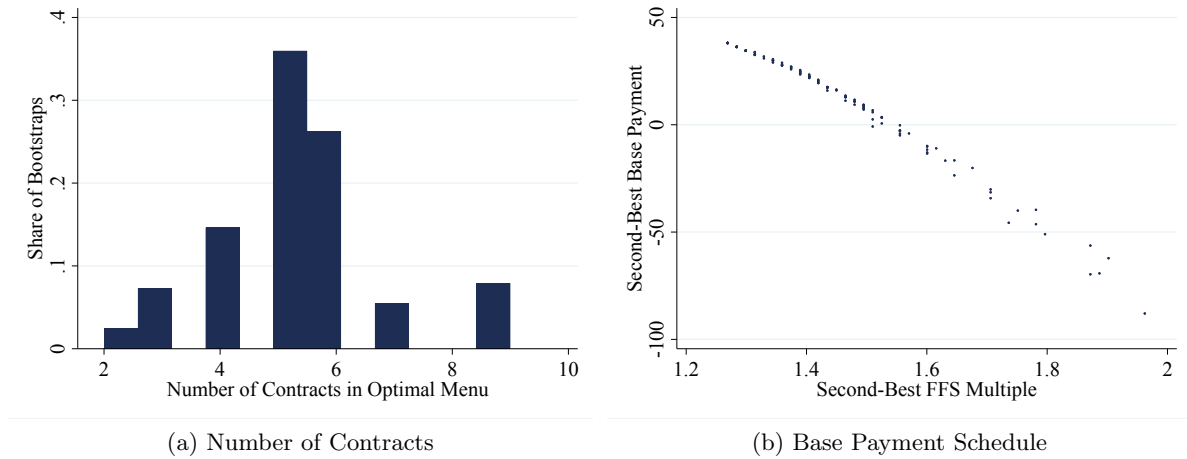 .4
.3
.2
.1
0
Share of Bootstraps
2 4 6 8 10
Number of Contracts in Optimal Menu
(a) Number of Contracts
50
0
-50
-100
Second-Best Base Payment
1.2 1.4 1.6 1.8 2
Second-Best FFS Multiple
(b) Base Payment Schedule